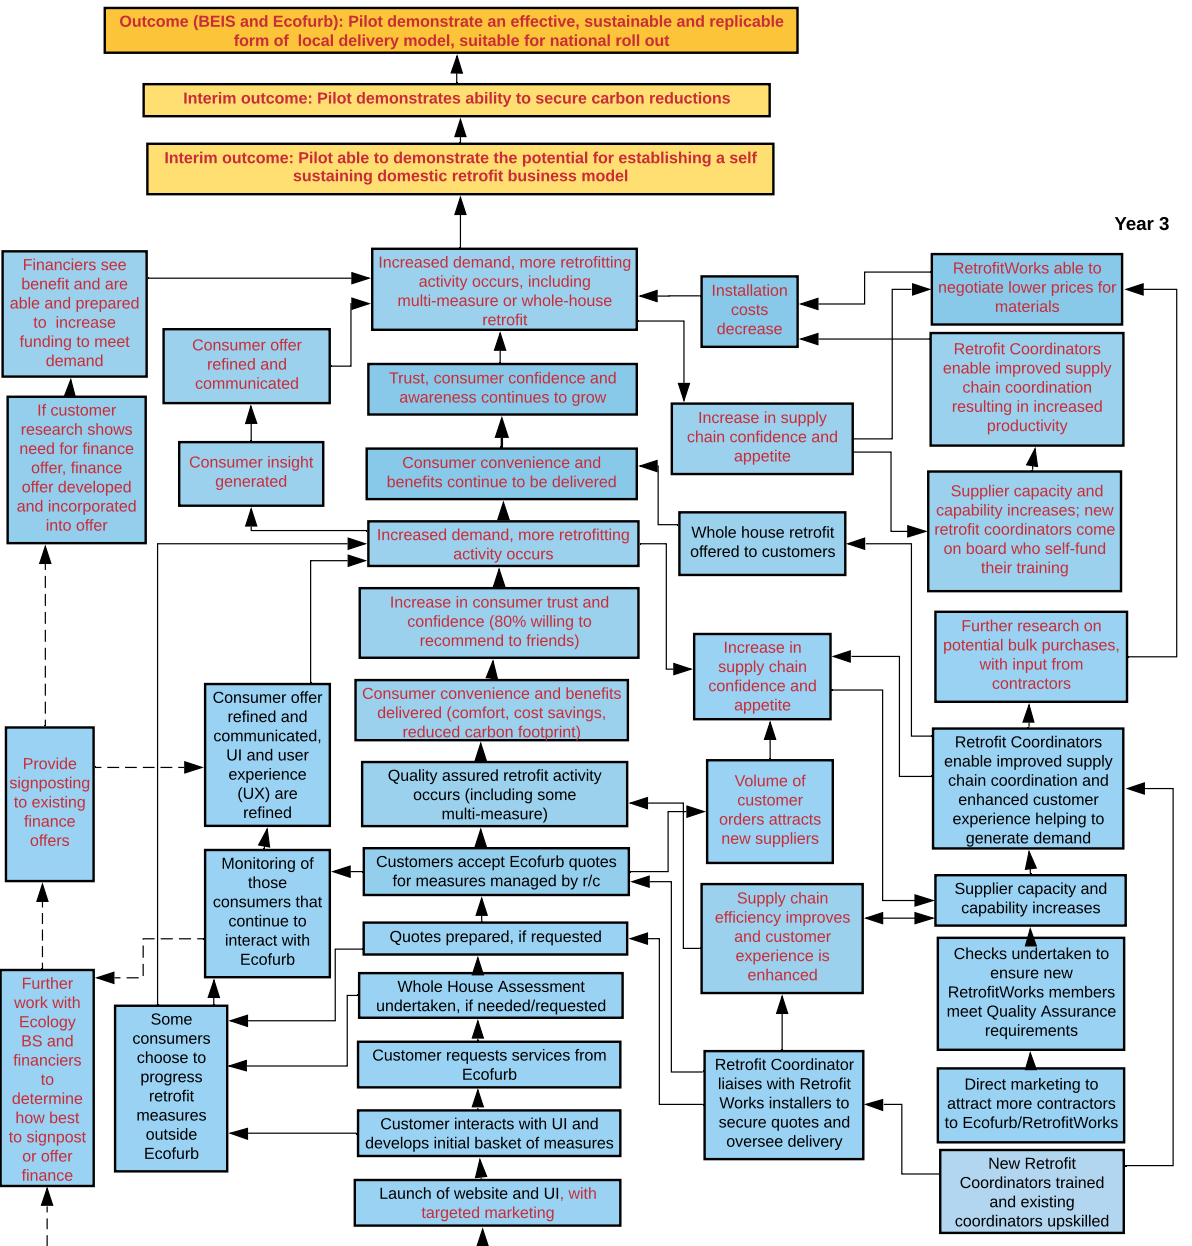 Outcome (BEIS and Ecofurb): Pilot demonstrate an effective, sustainable and replicable
form of local delivery model, suitable for national roll out
Interim outcome: Pilot demonstrates ability to secure carbon reductions
Interim outcome: Pilot able to demonstrate the potential for establishing a self
sustaining domestic retrofit business model
Year 3
Financiers see
benefit and are
able and prepared
to increase
funding to meet
demand
If customer
research shows
need for finance
offer, finance
offer developed
and incorporated
into offer
Provide
signposting
to existing
finance
offers
Further
work with
Ecology
BS and
financiers
to
determine
how best
to signpost
or offer
finance
Consumer offer
refined and
communicated
Consumer insight
generated
Consumer offer
refined and
communicated,
UI and user
experience
(UX) are
refined
Monitoring of
those
consumers that
continue to
interact with
Ecofurb
Some
consumers
choose to
progress
retrofit
measures
outside
Ecofurb
Increased demand, more retrofitting
activity occurs, including
multi-measure or whole-house
retrofit
Trust, consumer confidence and
awareness continues to grow
Consumer convenience and
benefits continue to be delivered
Increased demand, more retrofitting
activity occurs
Increase in consumer trust and
confidence (80% willing to
recommend to friends)
Consumer convenience and benefits
delivered (comfort, cost savings,
reduced carbon footprint)
Quality assured retrofit activity
occurs (including some
multi-measure)
Customers accept Ecofurb quotes
for measures managed by r/c
Quotes prepared, if requested
Whole House Assessment
undertaken, if needed/requested
Customer requests services from
Ecofurb
Customer interacts with UI and
develops initial basket of measures
Launch of website and UI, with
targeted marketing
Installation
costs
decrease
Increase in supply
chain confidence and
appetite
Whole house retrofit
offered to customers
Increase in
supply chain
confidence and
appetite
Volume of
customer
orders attracts
new suppliers
Supply chain
efficiency improves
and customer
experience is
enhanced
Retrofit Coordinator
liaises with Retrofit
Works installers to
secure quotes and
oversee delivery
RetrofitWorks able to
negotiate lower prices for
materials
Retrofit Coordinators
enable improved supply
chain coordination
resulting in increased
productivity
Supplier capacity and
capability increases; new
retrofit coordinators come
on board who self-fund
their training
Further research on
potential bulk purchases,
with input from
contractors
Retrofit Coordinators
enable improved supply
chain coordination and
enhanced customer
experience helping to
generate demand
Supplier capacity and
capability increases
Checks undertaken to
ensure new
RetrofitWorks members
meet Quality Assurance
requirements
Direct marketing to
attract more contractors
to Ecofurb/RetrofitWorks
New Retrofit
Coordinators trained
and existing
coordinators upskilled